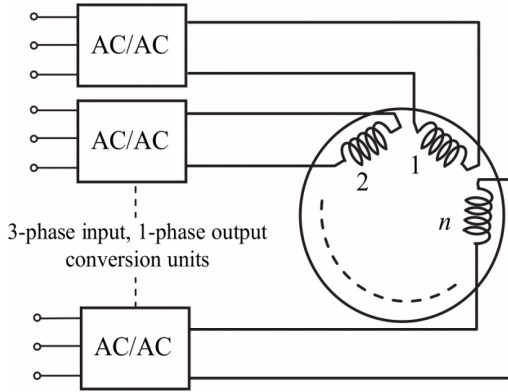 AC/AC
AC/AC
2
1
n
3-phase input, 1-phase output
conversion units
AC/AC